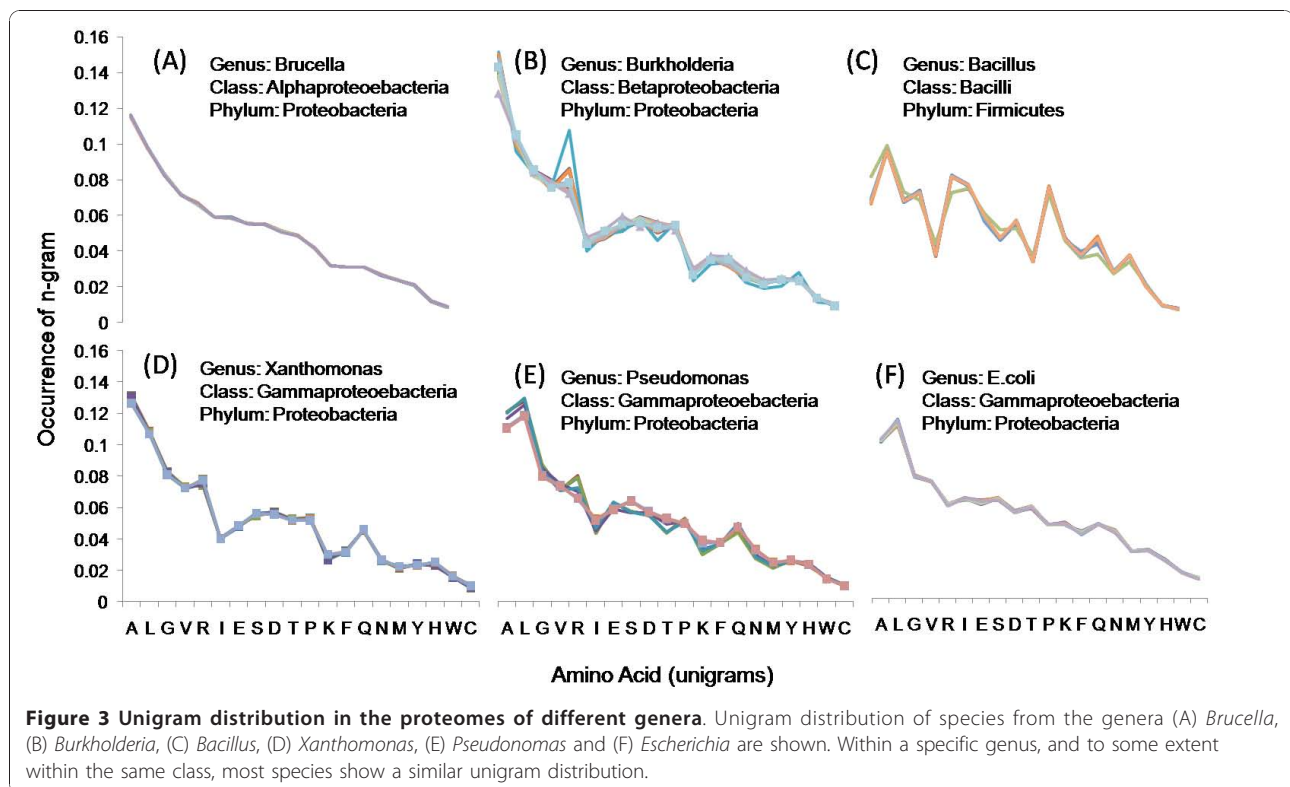 0.16
0.14
0.12
0.1
0.08
0.06
0.04
0.02
0
(A)
Genus: Brucella
Class: Alphaproteoebacteria
Phylum: Proteobacteria
(B)
Genus: Burkholderia
Class: Betaproteobacteria
Phylum: Proteobacteria
(C)
Genus: Bacillus
Class: Bacilli
Phylum: Firmicutes
Occurrence of n-gram
0.16
0.14
0.12
0.1
0.08
0.06
0.04
0.02
0
(D)
Genus: Xanthomonas
Class: Gammaproteoebacteria
Phylum: Proteobacteria
(E)
Genus: Pseudomonas
Class: Gammaproteoebacteria
Phylum: Proteobacteria
(F)
Genus: E.coli
Class: Gammaproteoebacteria
Phylum: Proteobacteria
A L G V R I E S D T P K F Q N M Y H W C
A L G V R I E S D T P K F Q N M Y H W C
A L G V R I E S D T P K F Q N M Y H W C
Amino Acid (unigrams)
Figure 3 Unigram distribution in the proteomes of different genera. Unigram distribution of species from the genera (A) Brucella,
(B) Burkholderia, (C) Bacillus, (D) Xanthomonas, (E) Pseudonomas and (F) Escherichia are shown. Within a specific genus, and to some extent
within the same class, most species show a similar unigram distribution.